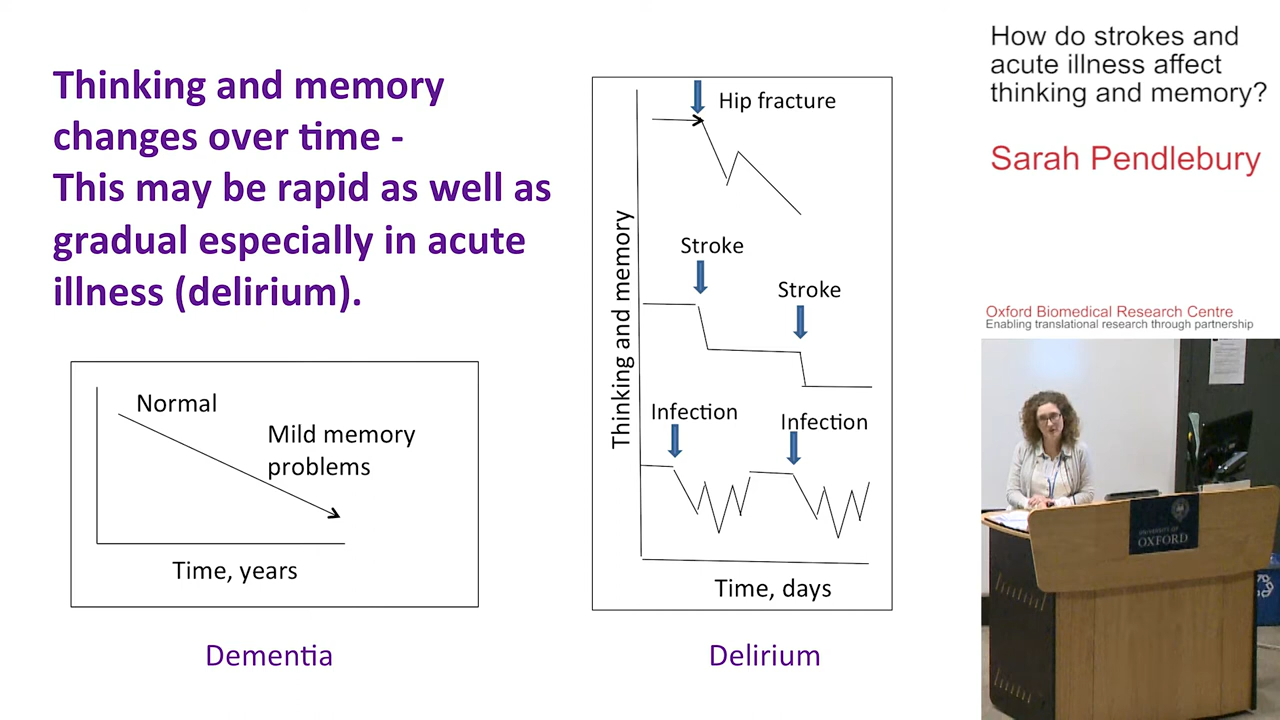 Thinking and memory
changes over time -
This may be rapid as well as
gradual especially in acute
illness (delirium).
Normal
Mild memory
problems
Time, years
Dementia
Hip fracture
Stroke
Stroke
Infection
Infection
Thinking and memory
Time, days
Delirium
How do strokes and
acute illness affect
thinking and memory?
Sarah Pendlebury
Oxford Biomedical Research Centre
Enabling translational research through partnership
UNIVERSITY OF
OXFORD